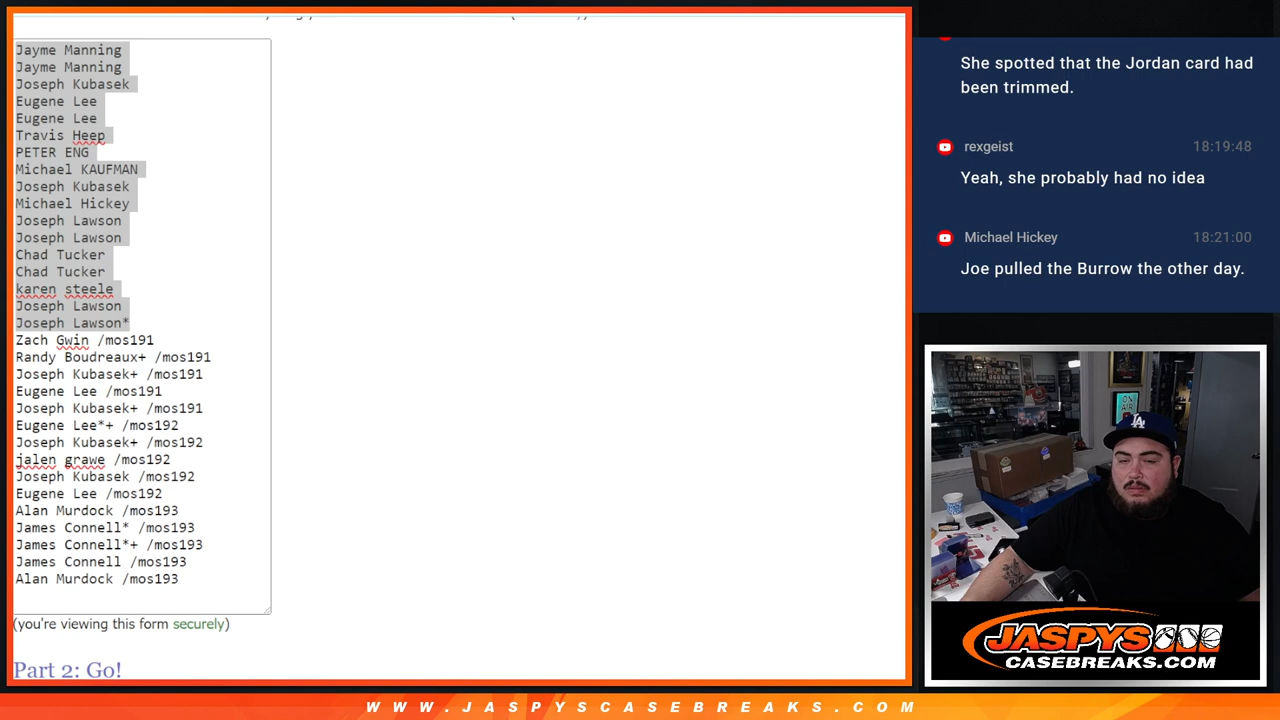 Jayme Manning
Jayme Manning
Joseph Kubasek
Eugene Lee
Eugene Lee
Travis Heep
PETER ENG
Michael KAUFMAN
Joseph Kubasek
Michael Hickey
Joseph Lawson
Joseph Lawson
Chad Tucker
Chad Tucker
karen steele
Joseph Lawson
Joseph Lawson*
Zach Gwin /mos191
Randy Boudreaux+ /mos191
Joseph Kubasek+ /mos191
Eugene Lee /mos191
Joseph Kubasek+ /mos191
Eugene Lee*+ /mos192
Joseph Kubasek+ /mos192
jalen grawe /mos192
Joseph Kubasek /mos192
Eugene Lee /mos192
Alan Murdock /mos193
James Connell* /mos193
James Connell*+ /mos193
James Connell /mos193
Alan Murdock /mos193
(you're viewing this form securely)
Part 2: Go!
She spotted that the Jordan card had
been trimmed.
rexgeist 18:19:48
Yeah, she probably had no idea
Michael Hickey 18:21:00
Joe pulled the Burrow the other day.
ON
AIR
LA
JASPYS
CASEBREAKS.COM
WWW.JASPYSCASEBREAKS.COM